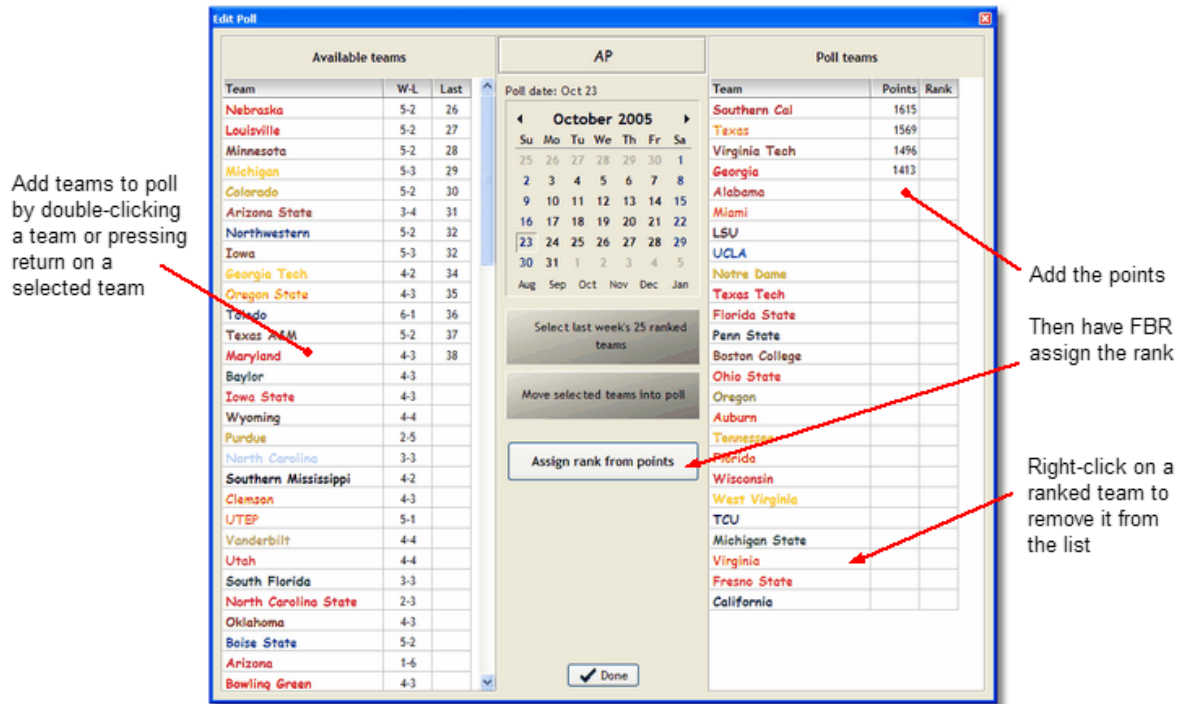 Edit Poll
Available teams
Team W-L Last
Nebraska 5-2 26
Louisville 5-2 27
Minnesota 5-2 28
Michigan 5-3 29
Colorado 5-2 30
Arizona State 3-4 31
Northwestern 5-2 32
Iowa 5-3 32
Georgia Tech 4-2 34
Oregon State 4-3 35
Toledo 6-1 36
Texas A&M 5-2 37
Maryland 4-3 38
Baylor 4-3
Iowa State 4-3
Wyoming 4-4
Purdue 2-5
North Carolina 3-3
Southern Mississippi 4-2
Clemson 4-3
UTEP 5-1
Vanderbilt 4-4
Utah 4-4
South Florida 3-3
North Carolina State 2-3
Oklahoma 4-3
Boise State 5-2
Arizona 1-6
Bowling Green 4-3
AP
Poll date: Oct 23
October 2005
Su Mo Tu We Th Fr Sa
25 26 27 28 29 30 1
2 3 4 5 6 7 8
9 10 11 12 13 14 15
16 17 18 19 20 21 22
23 24 25 26 27 28 29
30 31 1 2 3 4 5
Aug Sep Oct Nov Dec Jan
Select last week's 25 ranked
teams
Move selected teams into poll
Assign rank from points
Done
Poll teams
Team Points Rank
Southern Cal 1615
Texas 1569
Virginia Tech 1496
Georgia 1413
Alabama
Miami
LSU
UCLA
Notre Dame
Texas Tech
Florida State
Penn State
Boston College
Ohio State
Oregon
Auburn
Tennessee
Florida
Wisconsin
West Virginia
TCU
Michigan State
Virginia
Fresno State
California
Add teams to poll
by double-clicking
a team or pressing
return on a
selected team
Add the points
Then have FBR
assign the rank
Right-click on a
ranked team to
remove it from
the list